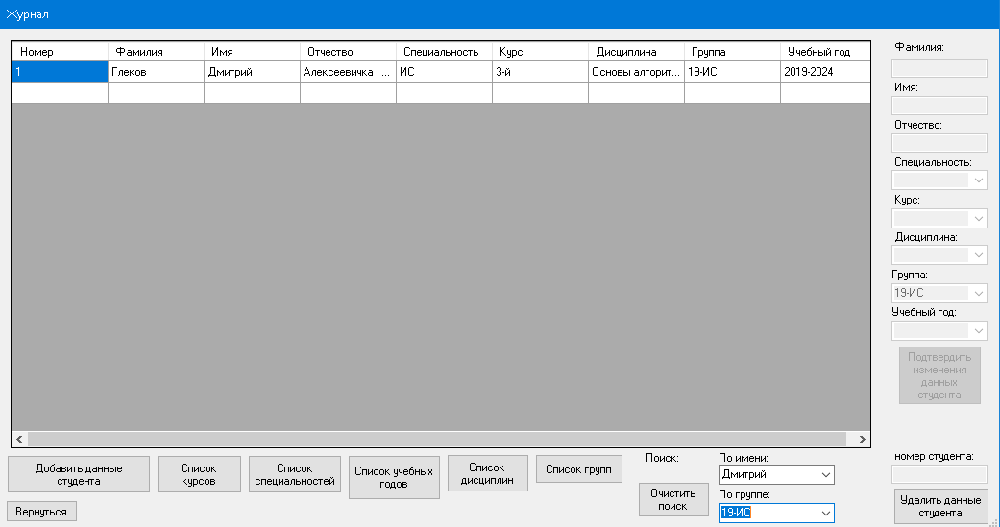 Журнал
Номер Фамилия Имя Отчество Специальность Курс Дисциплина Группа Учебный год
1 Глеков Дмитрий Алексеевичка ... ИС 3-й Основы алгорит... 19-ИС 2019-2024
Фамилия:
Имя:
Отчество:
Специальность:
Курс:
Дисциплина:
Группа:
19-ИС
Учебный год:
Подтвердить
изменения
данных
студента
номер студента:
Удалить данные
студента
Добавить данные
студента
Список
курсов
Список
специальностей
Список учебных
годов
Список
дисциплин
Список групп
Поиск:
Очистить
поиск
По имени:
Дмитрий
По группе:
19-ИС
Вернуться